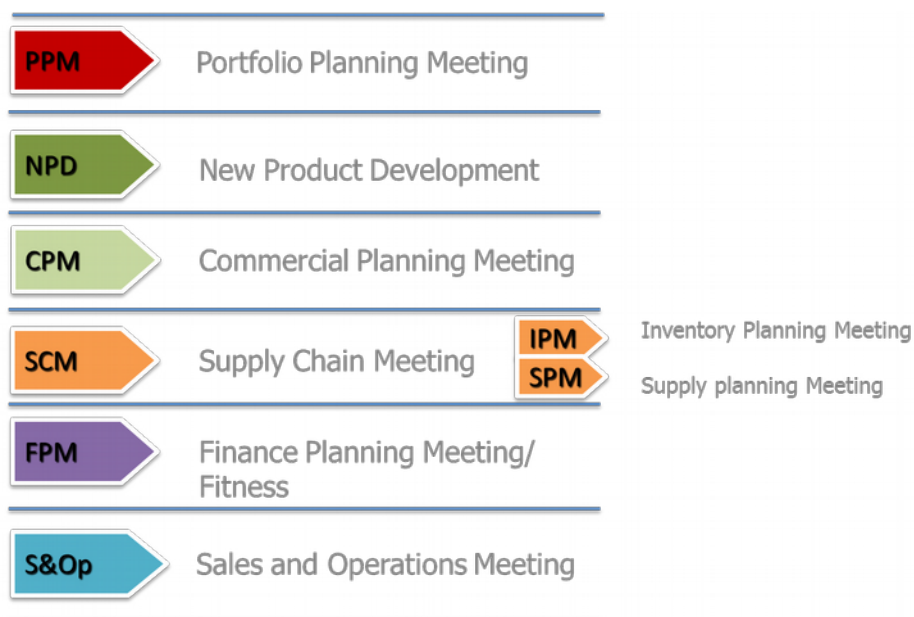 PPM Portfolio Planning Meeting
NPD New Product Development
CPM Commercial Planning Meeting
SCM Supply Chain Meeting
IPM Inventory Planning Meeting
SPM Supply planning Meeting
FPM Finance Planning Meeting/
Fitness
S&Op Sales and Operations Meeting